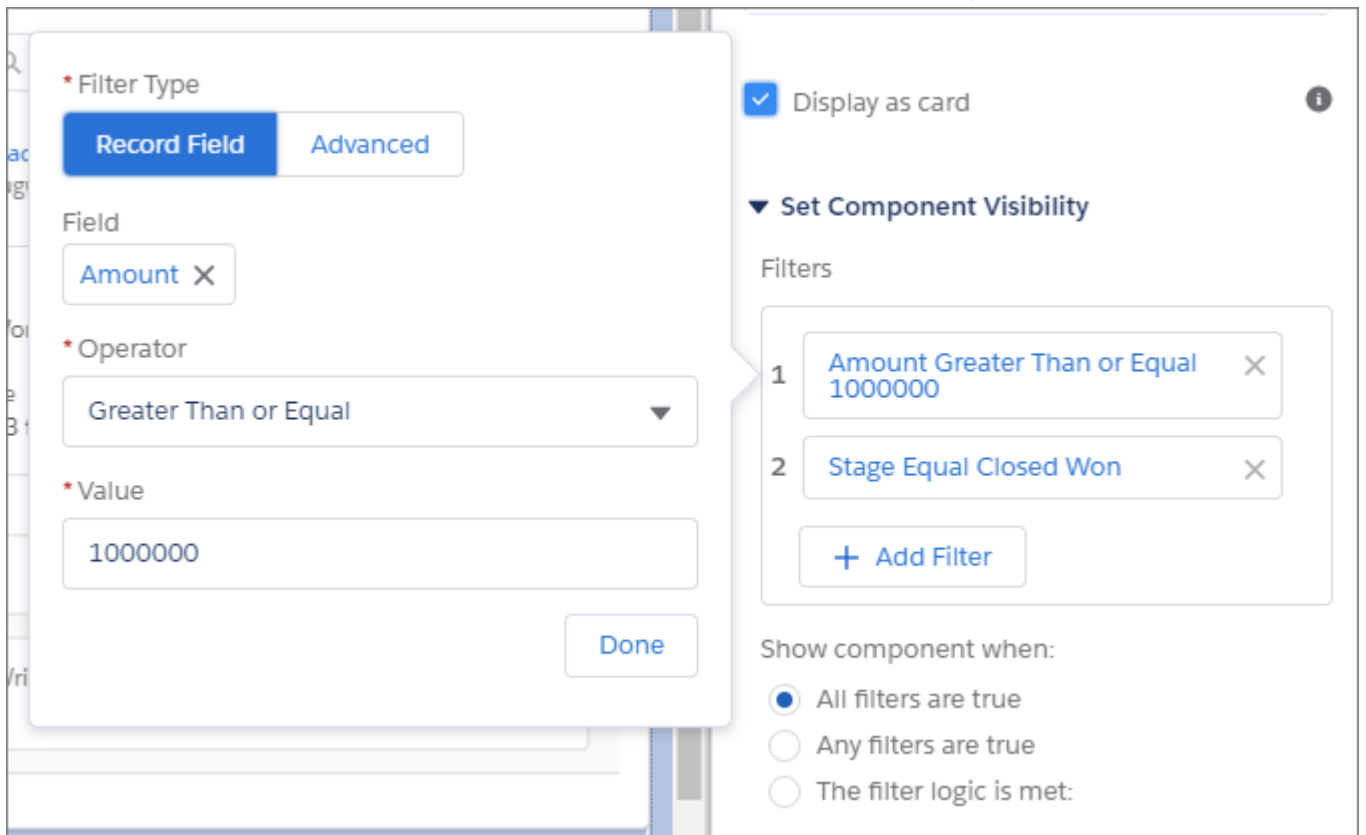 * Filter Type
Record Field Advanced
Field
Amount
* Operator
Greater Than or Equal
* Value
1000000
Done
Display as card
Set Component Visibility
Filters
1 Amount Greater Than or Equal
1000000
2 Stage Equal Closed Won
+ Add Filter
Show component when:
All filters are true
Any filters are true
The filter logic is met: